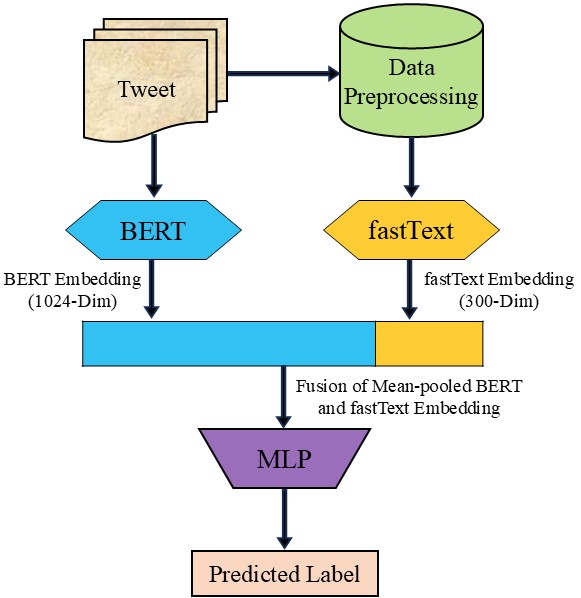 Tweet
Data
Preprocessing
BERT
fastText
BERT Embedding
(1024-Dim)
fastText Embedding
(300-Dim)
Fusion of Mean-pooled BERT
and fastText Embedding
MLP
Predicted Label